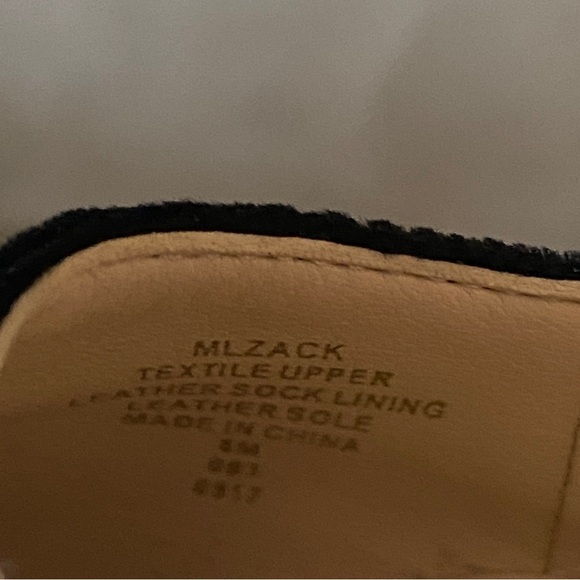 MLZACK
TEXTILE UPPER
LEATHER SOCK LINING
LEATHER SOLE
MADE IN CHINA